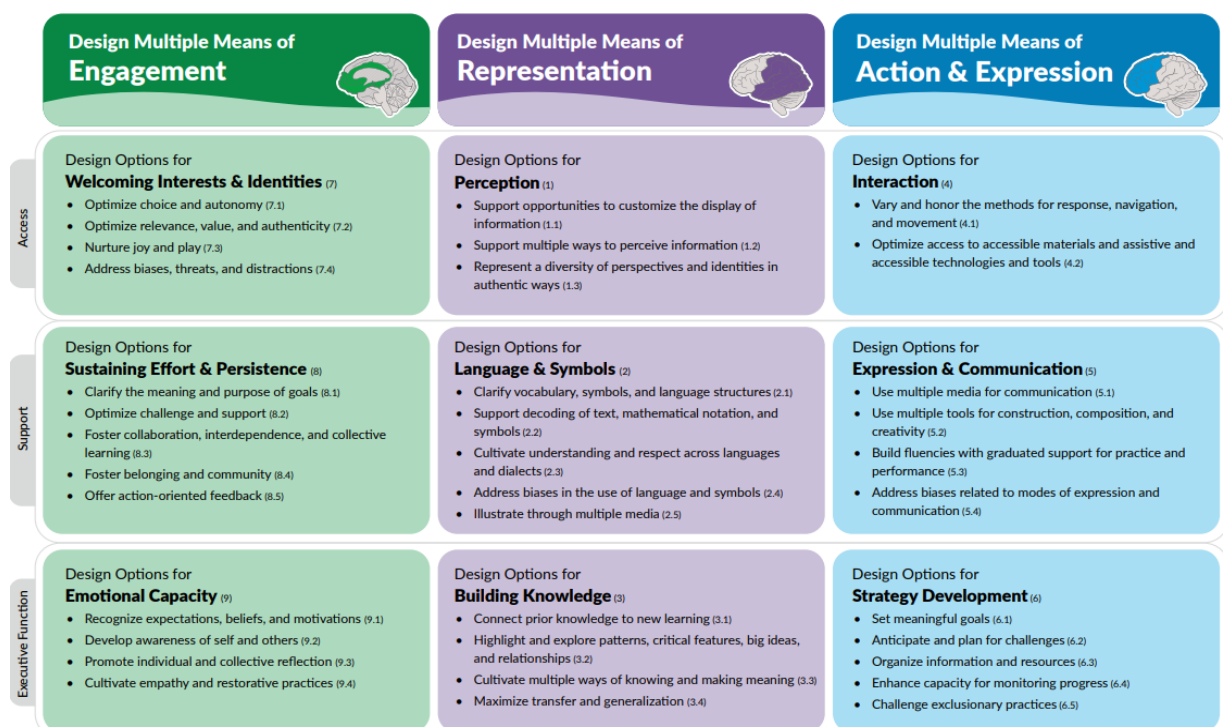 Design Multiple Means of
Engagement
Design Multiple Means of
Representation
Design Multiple Means of
Action & Expression
Access
Design Options for
Welcoming Interests & Identities (7)
• Optimize choice and autonomy (7.1)
• Optimize relevance, value, and authenticity (7.2)
• Nurture joy and play (7.3)
• Address biases, threats, and distractions (7.4)
Design Options for
Perception (1)
• Support opportunities to customize the display of
information (1.1)
• Support multiple ways to perceive information (1.2)
• Represent a diversity of perspectives and identities in
authentic ways (1.3)
Design Options for
Interaction (4)
• Vary and honor the methods for response, navigation,
and movement (4.1)
• Optimize access to accessible materials and assistive and
accessible technologies and tools (4.2)
Support
Design Options for
Sustaining Effort & Persistence (8)
• Clarify the meaning and purpose of goals (8.1)
• Optimize challenge and support (8.2)
• Foster collaboration, interdependence, and collective
learning (8.3)
• Foster belonging and community (8.4)
• Offer action-oriented feedback (8.5)
Design Options for
Language & Symbols (2)
• Clarify vocabulary, symbols, and language structures (2.1)
• Support decoding of text, mathematical notation, and
symbols (2.2)
• Cultivate understanding and respect across languages
and dialects (2.3)
• Address biases in the use of language and symbols (2.4)
• Illustrate through multiple media (2.5)
Design Options for
Expression & Communication (5)
• Use multiple media for communication (5.1)
• Use multiple tools for construction, composition, and
creativity (5.2)
• Build fluencies with graduated support for practice and
performance (5.3)
• Address biases related to modes of expression and
communication (5.4)
Executive Function
Design Options for
Emotional Capacity (9)
• Recognize expectations, beliefs, and motivations (9.1)
• Develop awareness of self and others (9.2)
• Promote individual and collective reflection (9.3)
• Cultivate empathy and restorative practices (9.4)
Design Options for
Building Knowledge (3)
• Connect prior knowledge to new learning (3.1)
• Highlight and explore patterns, critical features, big ideas,
and relationships (3.2)
• Cultivate multiple ways of knowing and making meaning (3.3)
• Maximize transfer and generalization (3.4)
Design Options for
Strategy Development (6)
• Set meaningful goals (6.1)
• Anticipate and plan for challenges (6.2)
• Organize information and resources (6.3)
• Enhance capacity for monitoring progress (6.4)
• Challenge exclusionary practices (6.5)